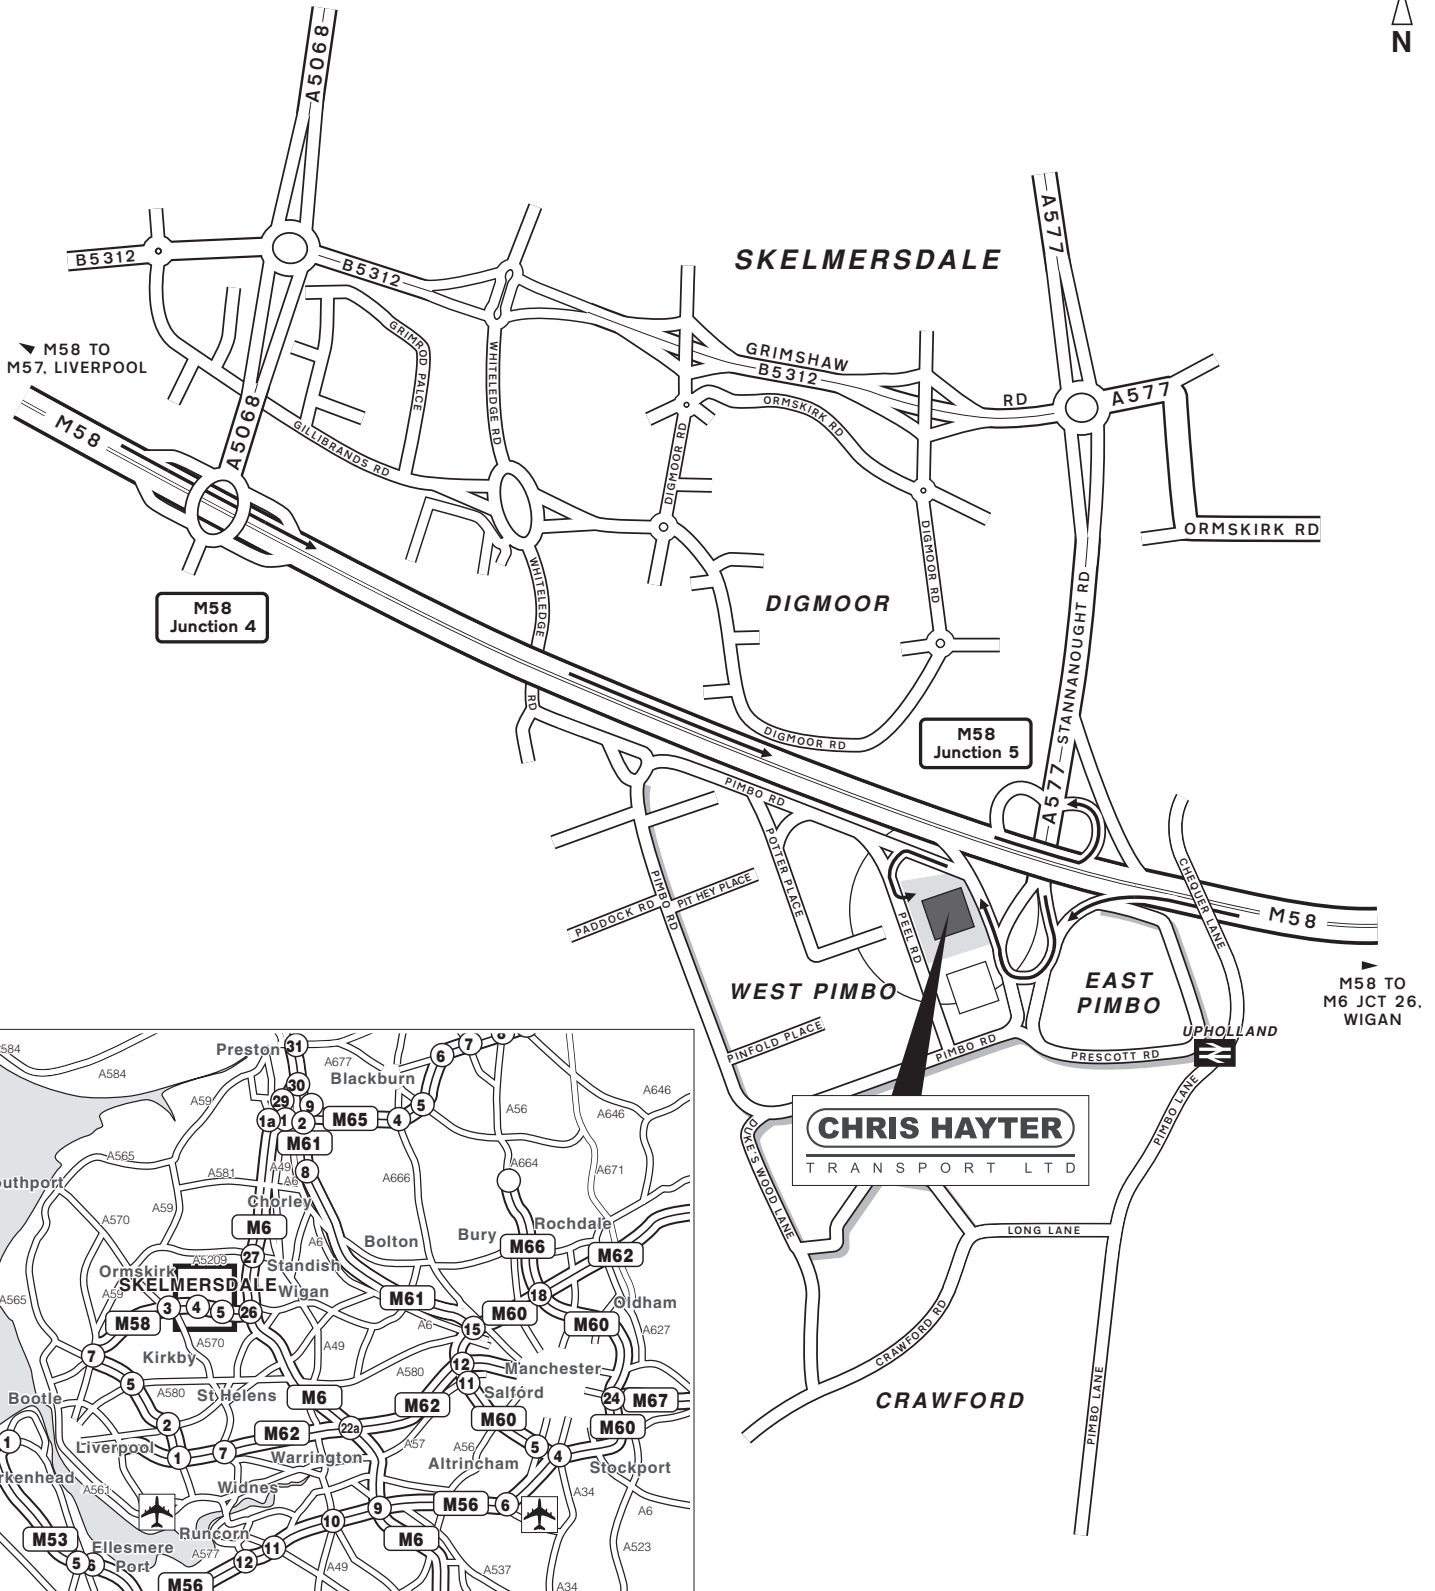 N
A5068
A577
B5312
B5312
SKELMERSDALE
M58 TO
M57, LIVERPOOL
GRIMROD PALCE
WHITELEDGE RD
GRIMSHAW
B5312
RD
A577
ORMSKIRK RD
M58
A5068
GILLIBRANDS RD
DIGMOOR RD
DIGMOOR RD
ORMSKIRK RD
M58
Junction 4
WHITELEDGE
RD
DIGMOOR
STANNANOUGHT RD
A577
DIGMOOR RD
M58
Junction 5
PIMBO RD
POTTER PLACE
PIMBO RD
PIT HEY PLACE
PADDOCK RD
PEEL RD
CHEQUER LANE
M58
WEST PIMBO
EAST
PIMBO
M58 TO
M6 JCT 26,
WIGAN
UPHOLLAND
PINFOLD PLACE
PIMBO RD
PRESCOTT RD
PIMBO LANE
CHRIS HAYTER
TRANSPORT LTD
DUKE'S WOOD LANE
LONG LANE
CRAWFORD RD
CRAWFORD
PIMBO LANE
584
A584
Preston
31
A677
6
7
8
Blackburn
A59
30
29
9
1a
1
2
M65
4
5
A56
A646
A646
M61
A565
A581
A49
A6
8
A666
A664
A671
outhport
A59
A570
Chorley
M6
Bolton
Bury
Rochdale
M66
M62
A6
27
A5209
Standish
Ormskirk
SKELMERSDALE
Wigan
A565
A59
3
4
5
26
M58
M61
18
M60
M60
Oldham
A627
A570
A49
A6
15
7
Kirkby
5
A580
A580
12
11
Manchester
Salford
24
M67
Bootle
St Helens
M6
M62
M60
M60
2
1
Liverpool
1
7
M62
22a
A57
A56
5
4
Warrington
Altrincham
Stockport
rkenhead
A561
Widnes
A34
A6
9
M56
6
M53
Runcorn
10
Ellesmere
Port
5
6
A577
12
11
M6
A523
A49
A537
A34
M56